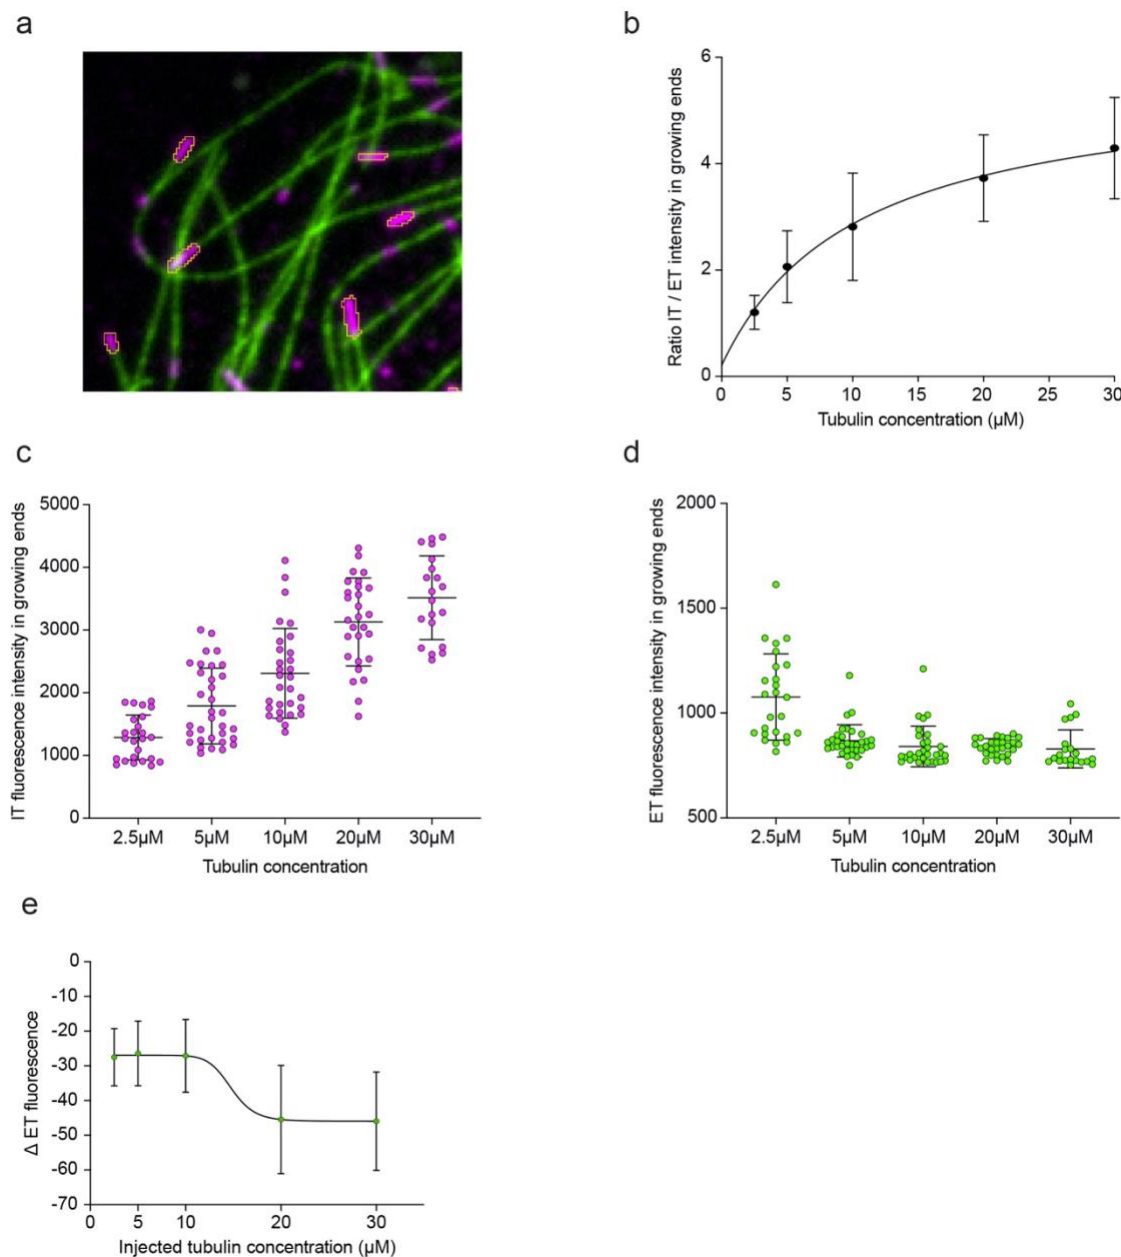 a
b
Ratio IT / ET intensity in growing ends
6
4
2
0
0 5 10 15 20 25 30
Tubulin concentration (µM)
c
IT fluorescence intensity in growing ends
5000
4000
3000
2000
1000
0
2.5µM 5µM 10µM 20µM 30µM
Tubulin concentration
d
ET fluorescence intensity in growing ends
2000
1500
1000
500
2.5µM 5µM 10µM 20µM 30µM
Tubulin concentration
e
Δ ET fluorescence
0
-10
-20
-30
-40
-50
-60
-70
0 5 10 20 30
Injected tubulin concentration (µM)